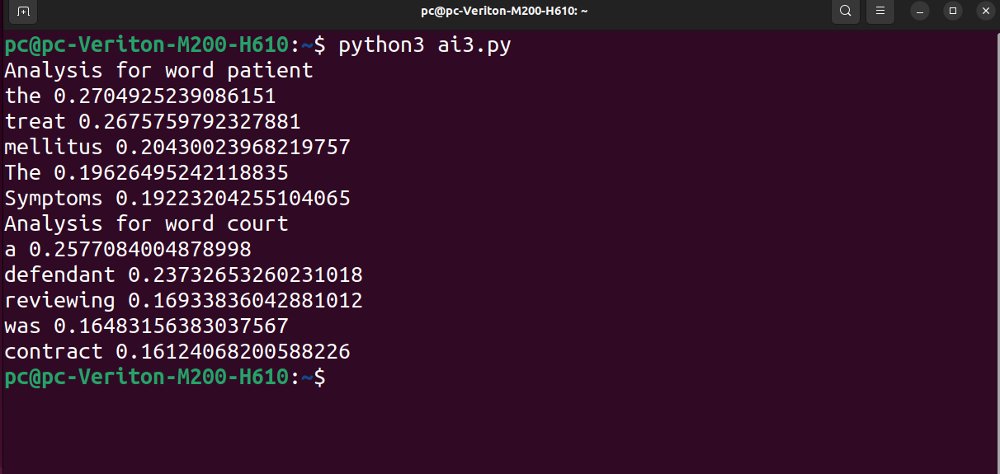 pc@pc-Veriton-M200-H610: ~
pc@pc-Veriton-M200-H610:~$ python3 ai3.py
Analysis for word patient
the 0.2704925239086151
treat 0.2675759792327881
mellitus 0.20430023968219757
The 0.19626495242118835
Symptoms 0.19223204255104065
Analysis for word court
a 0.2577084004878998
defendant 0.23732653260231018
reviewing 0.16933836042881012
was 0.16483156383037567
contract 0.16124068200588226
pc@pc-Veriton-M200-H610:~$